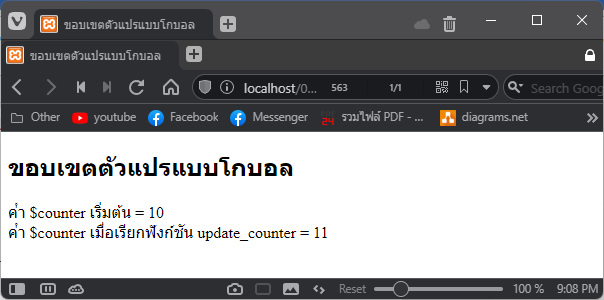 ขอบเขตตัวแปรแบบโกบอล
ขอบเขตตัวแปรแบบโกบอล
localhost/0... 563 1/1 Search Goog
Other youtube Facebook Messenger รวมไฟล์ PDF - ... diagrams.net
ขอบเขตตัวแปรแบบโกบอล
ค่า $counter เริ่มต้น = 10
ค่า $counter เมื่อเรียกฟังก์ชัน update_counter = 11
Reset 100 % 9:08 PM